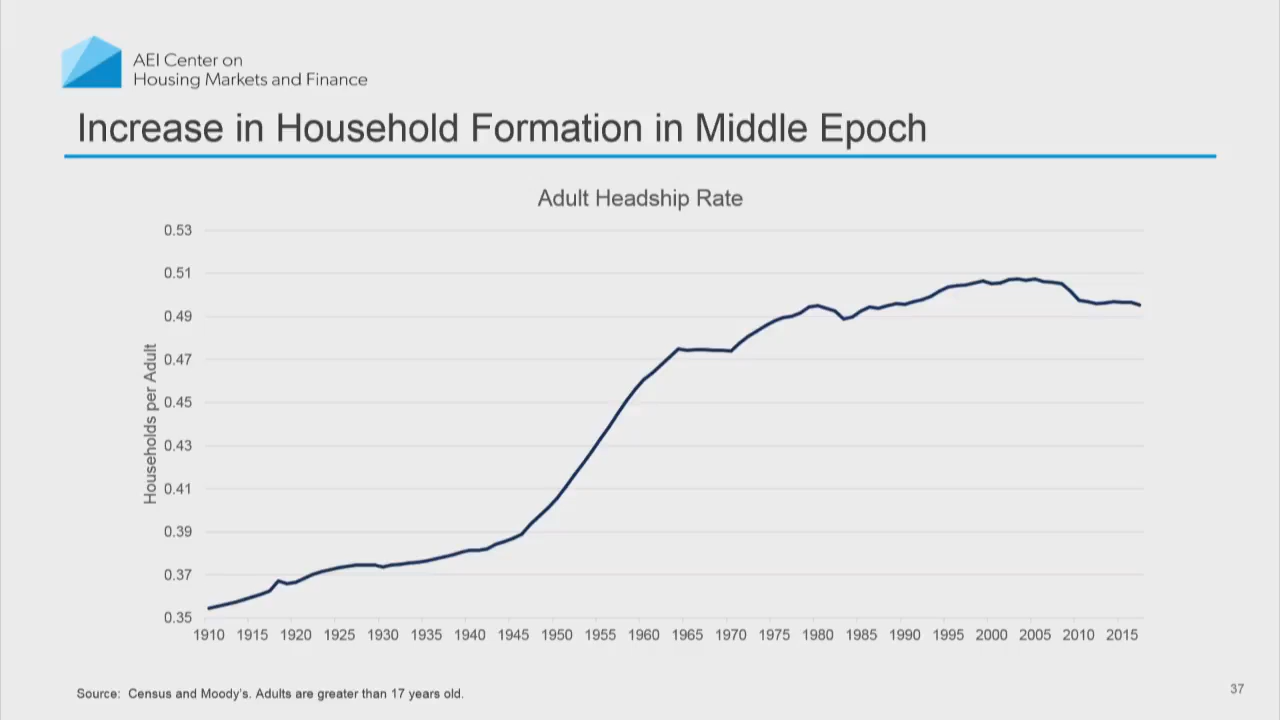 AEI Center on
Housing Markets and Finance
Increase in Household Formation in Middle Epoch
Adult Headship Rate
Households per Adult
0.53
0.51
0.49
0.47
0.45
0.43
0.41
0.39
0.37
0.35
1910 1915 1920 1925 1930 1935 1940 1945 1950 1955 1960 1965 1970 1975 1980 1985 1990 1995 2000 2005 2010 2015
Source: Census and Moody's. Adults are greater than 17 years old.
37